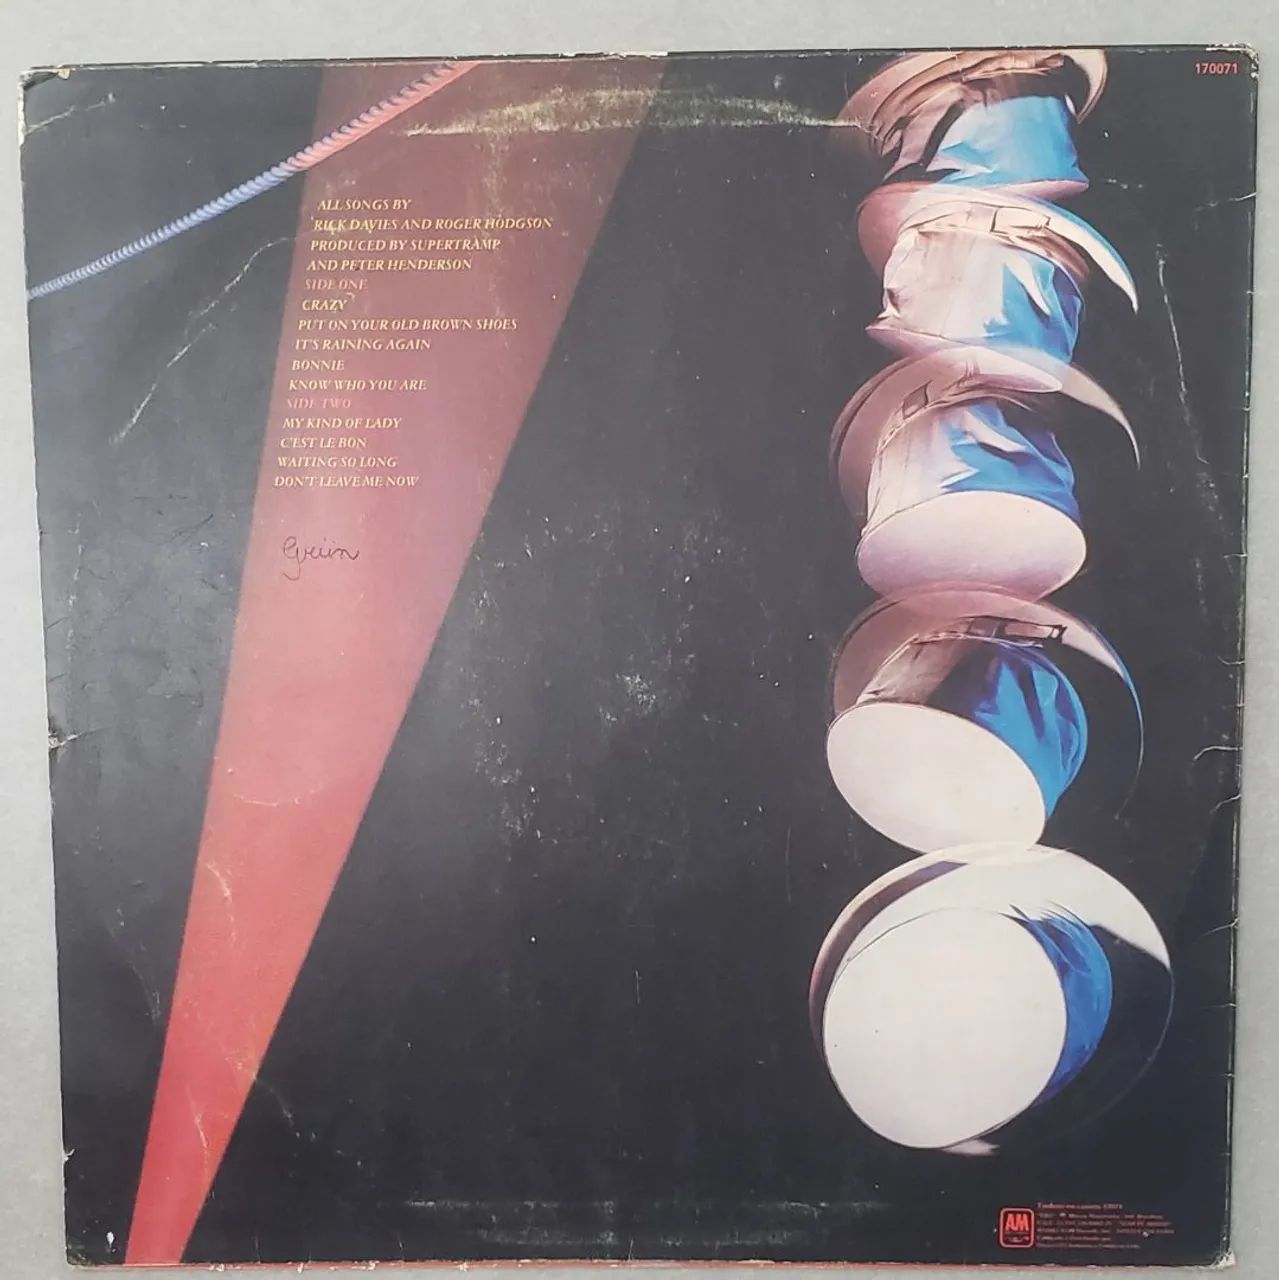 170071
ALL SONGS BY
RICK DAVIES AND ROGER HODGSON
PRODUCED BY SUPERTRAMP
AND PETER HENDERSON
SIDE ONE
CRAZY
PUT ON YOUR OLD BROWN SHOES
IT'S RAINING AGAIN
BONNIE
KNOW WHO YOU ARE
SIDE TWO
MY KIND OF LADY
C'EST LE BON
WAITING SO LONG
DON'T LEAVE ME NOW
AM